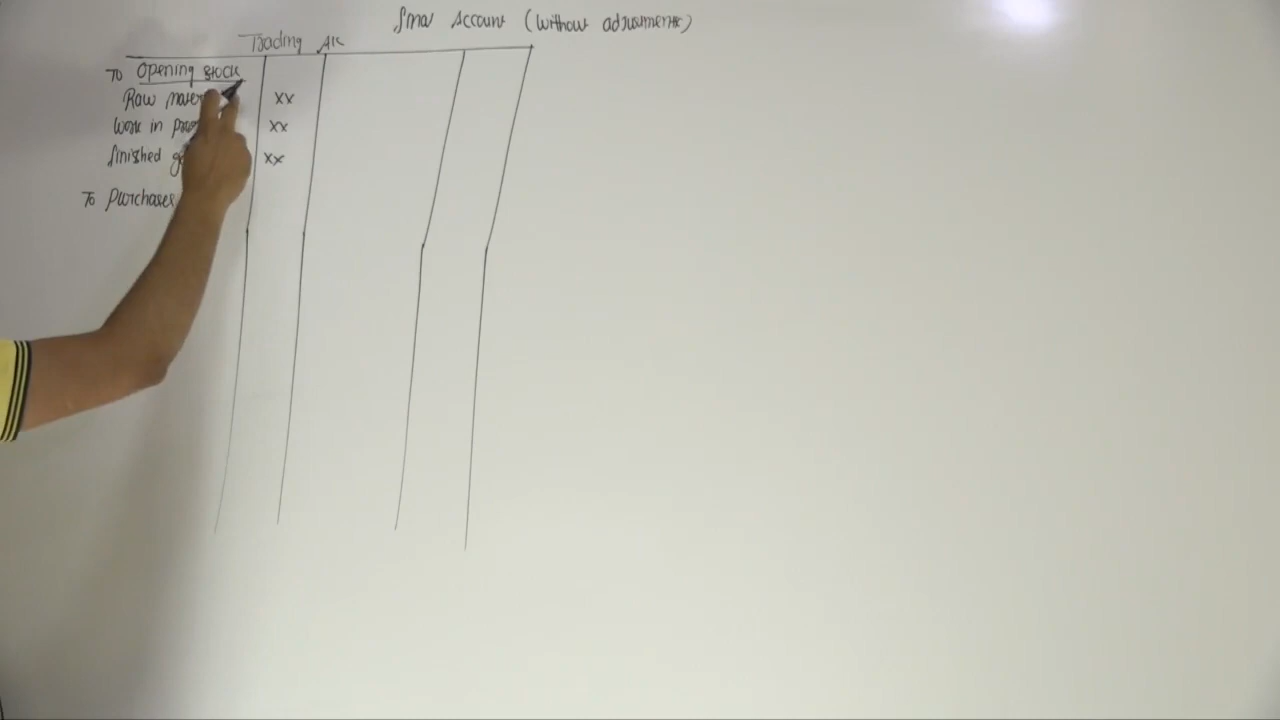 Final Account (Without adjustments)
Trading A/c
To Opening Stock
Raw XX
Work in XX
finished XX
To Purchases